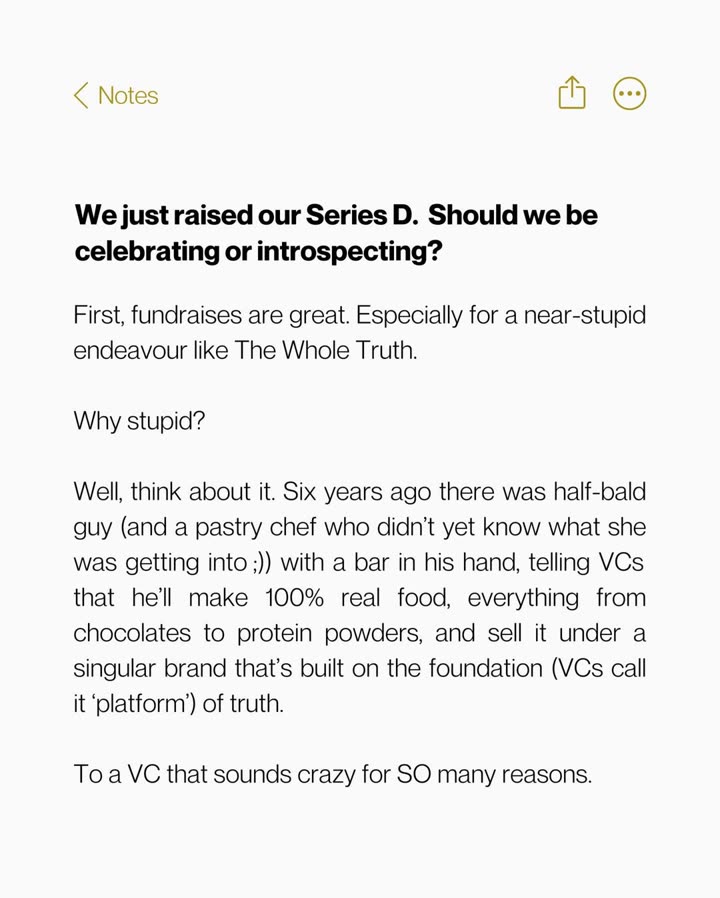 Notes
We just raised our Series D. Should we be
celebrating or introspecting?
First, fundraises are great. Especially for a near-stupid
endeavour like The Whole Truth.
Why stupid?
Well, think about it. Six years ago there was half-bald
guy (and a pastry chef who didn’t yet know what she
was getting into ;)) with a bar in his hand, telling VCs
that he’ll make 100% real food, everything from
chocolates to protein powders, and sell it under a
singular brand that’s built on the foundation (VCs call
it ‘platform’) of truth.
To a VC that sounds crazy for SO many reasons.